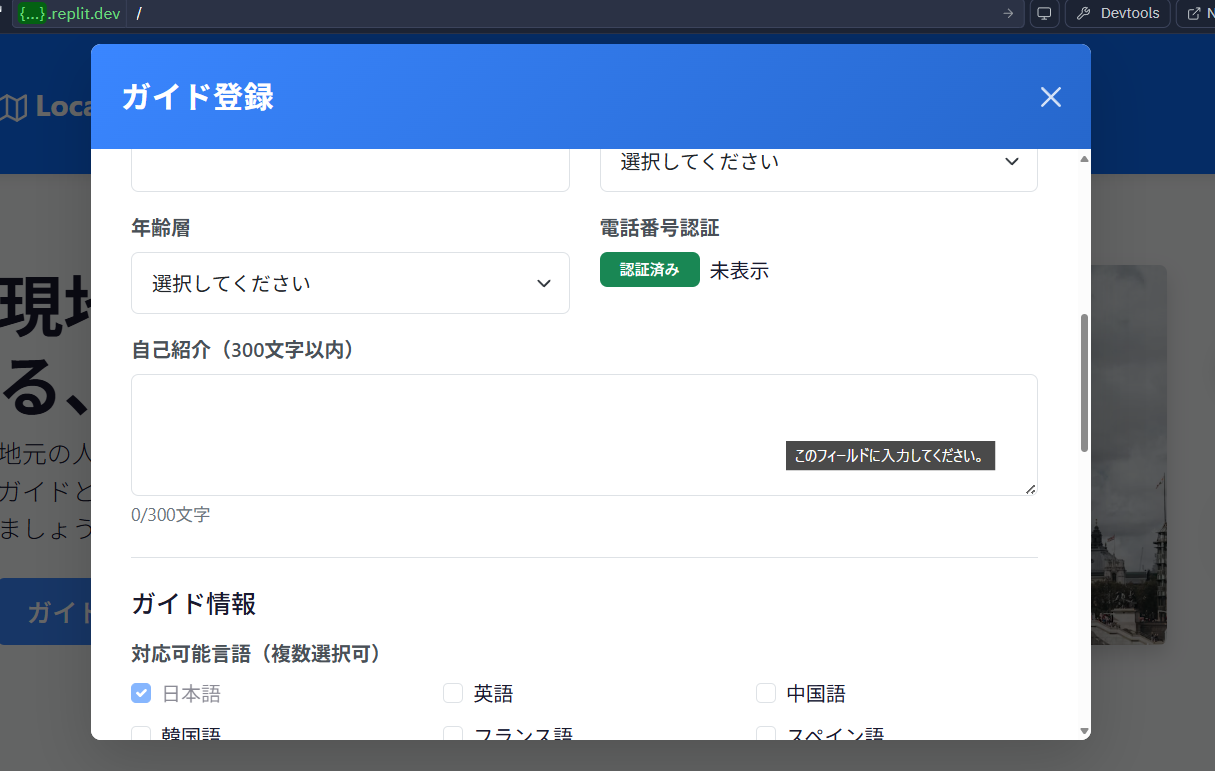 {...}.replit.dev /
Devtools
N
Loca
ガイド登録
選択してください
年齢層
電話番号認証
選択してください
認証済み 未表示
自己紹介（300文字以内）
このフィールドに入力してください。
0/300文字
現地
る、
地元の人
ガイドと
ましょう
ガイド
ガイド情報
対応可能言語（複数選択可）
日本語 英語 中国語
韓国語 フランス語 スペイン語